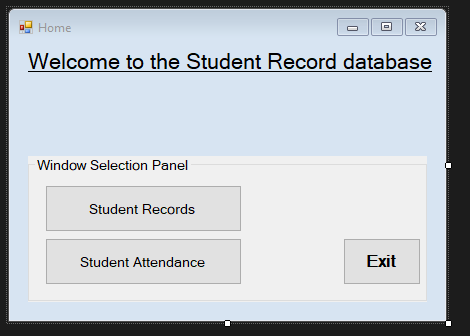 Home
Welcome to the Student Record database
Window Selection Panel
Student Records
Student Attendance
Exit